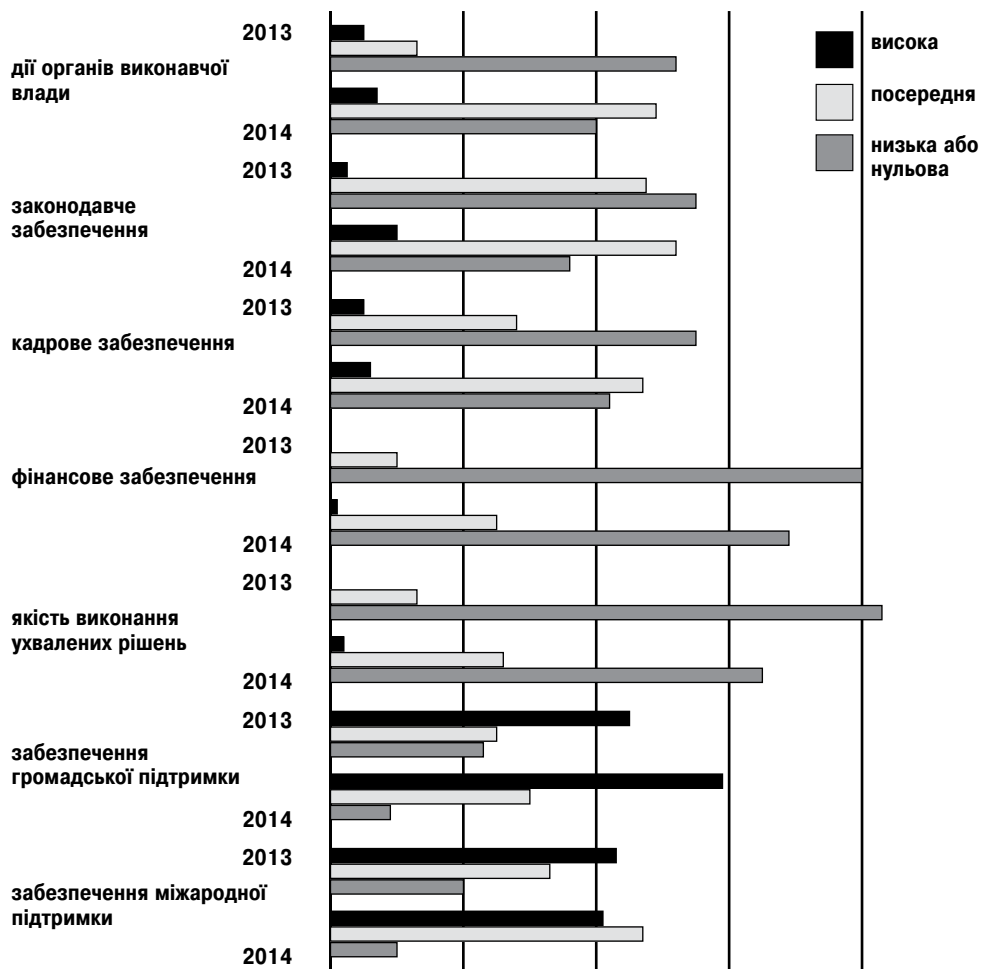 2013
дії органів виконавчої
влади
2014
2013
законодавче
забезпечення
2014
2013
кадрове забезпечення
2014
2013
фінансове забезпечення
2014
2013
якість виконання
ухвалених рішень
2014
2013
забезпечення
громадської підтримки
2014
2013
забезпечення міжародної
підтримки
2014
висока
посередня
низька або
нульова